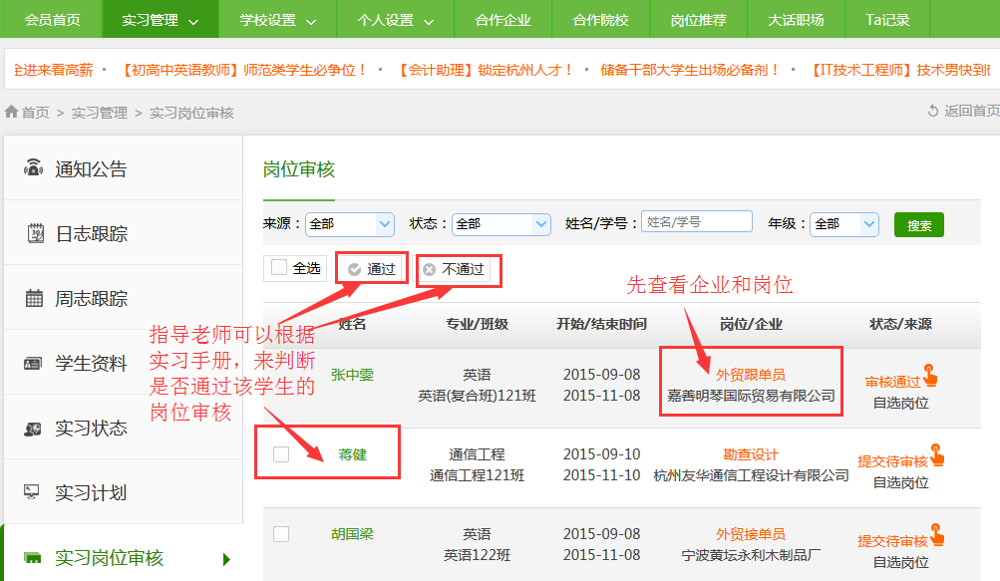 会员首页 实习管理 学校设置 个人设置 合作企业 合作院校 岗位推荐 大话职场 Ta记录
进来看高薪 · 【初高中英语教师】师范类学生必争位！ · 【会计助理】锁定杭州人才！ · 储备干部大学生出场必备剂！ · 【IT技术工程师】技术男快到
首页 > 实习管理 > 实习岗位审核 返回首页
通知公告
日志跟踪
周志跟踪
学生资料
实习状态
实习计划
实习岗位审核
岗位审核
来源：全部 状态：全部 姓名/学号：姓名/学号 年级：全部 搜索
全选 通过 不通过
先查看企业和岗位
姓名 专业/班级 开始/结束时间 岗位/企业 状态/来源
指导老师可以根据
实习手册，来判断
是否通过该学生的
岗位审核
张中雯 英语 2015-09-08 外贸跟单员 审核通过
英语(复合班)121班 2015-11-08 嘉善明琴国际贸易有限公司 自选岗位
蒋健 通信工程 2015-09-10 勘查设计 提交待审核
通信工程121班 2015-11-10 杭州友华通信工程设计有限公司 自选岗位
胡国梁 英语 2015-09-08 外贸接单员 提交待审核
英语122班 2015-11-08 宁波黄坛永利木制品厂 自选岗位